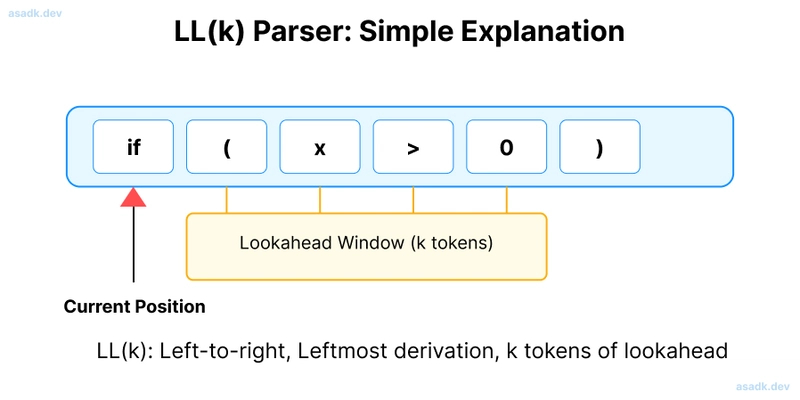 asadk.dev
LL(k) Parser: Simple Explanation
if ( x > 0 )
Lookahead Window (k tokens)
Current Position
LL(k): Left-to-right, Leftmost derivation, k tokens of lookahead
asadk.dev